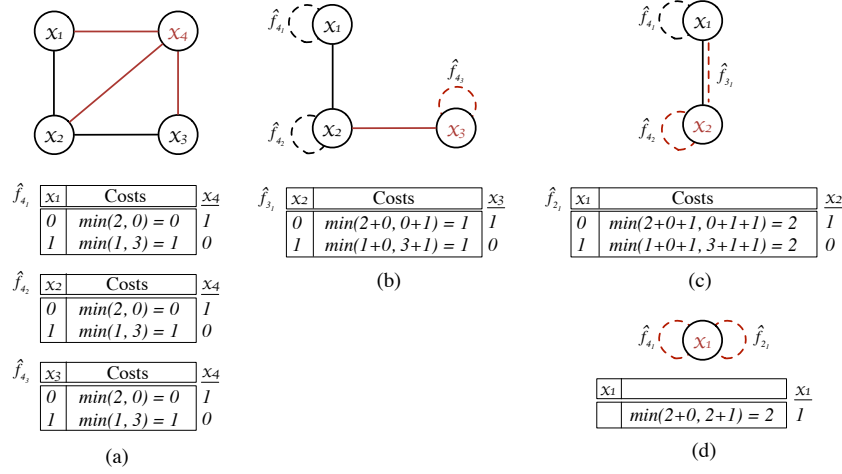 x₁ x₄
x₂ x₃
f̂₄₁ x₁ Costs x₄
0 min(2, 0) = 0 1
1 min(1, 3) = 1 0
f̂₄₂ x₂ Costs x₄
0 min(2, 0) = 0 1
1 min(1, 3) = 1 0
f̂₄₃ x₃ Costs x₄
0 min(2, 0) = 0 1
1 min(1, 3) = 1 0
(a)
f̂₄₁ x₁
f̂₄₃
f̂₄₂ x₂ x₃
f̂₃₁ x₂ Costs x₃
0 min(2+0, 0+1) = 1 1
1 min(1+0, 3+1) = 1 0
(b)
f̂₄₁ x₁
f̂₃₁
f̂₄₂ x₂
f̂₂₁ x₁ Costs x₂
0 min(2+0+1, 0+1+1) = 2 1
1 min(1+0+1, 3+1+1) = 2 0
(c)
f̂₄₁ x₁ f̂₂₁
x₁ x₁
min(2+0, 2+1) = 2 1
(d)